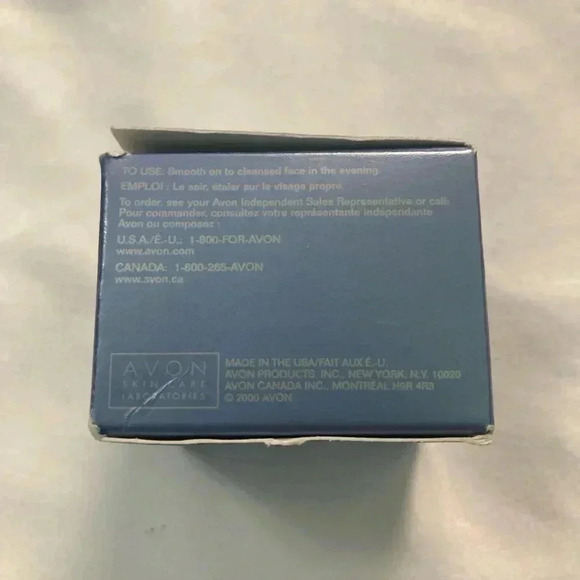 TO USE: Smooth on to cleansed face in the evening.
EMPLOI : Le soir, étaler sur le visage propre.
To order, see your Avon Independent Sales Representative or call:
Pour commander, consultez votre représentante indépendante
Avon ou composez :
U.S.A./É.-U.: 1-800-FOR-AVON
www.avon.com
CANADA: 1-800-265-AVON
www.avon.ca
AVON
SKIN CARE
LABORATORIES
MADE IN THE USA/FAIT AUX É.-U.
AVON PRODUCTS, INC., NEW YORK, N.Y. 10020
AVON CANADA INC., MONTREAL H9R 4R3
© 2000 AVON